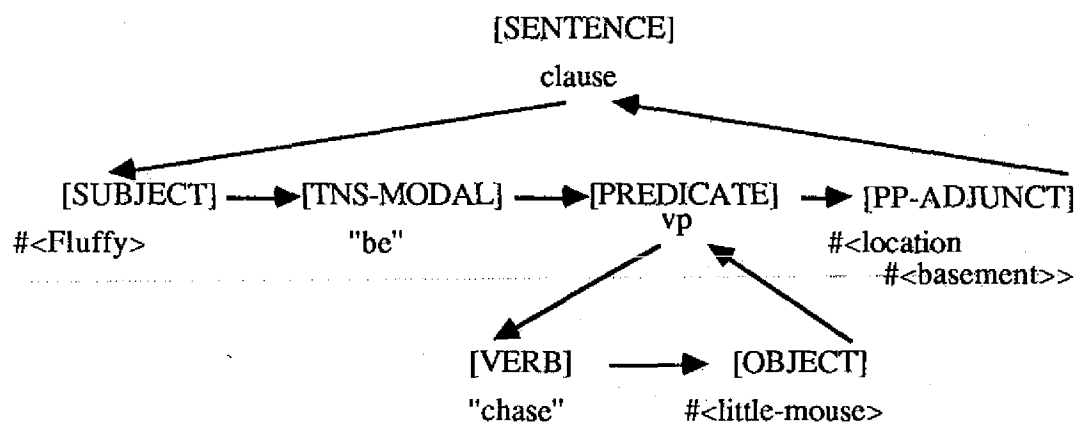 [SENTENCE]
clause
[SUBJECT] [TNS-MODAL] [PREDICATE] [PP-ADJUNCT]
#<Fluffy> "be" vp #<location
#<basement>>
[VERB] [OBJECT]
"chase" #<little-mouse>